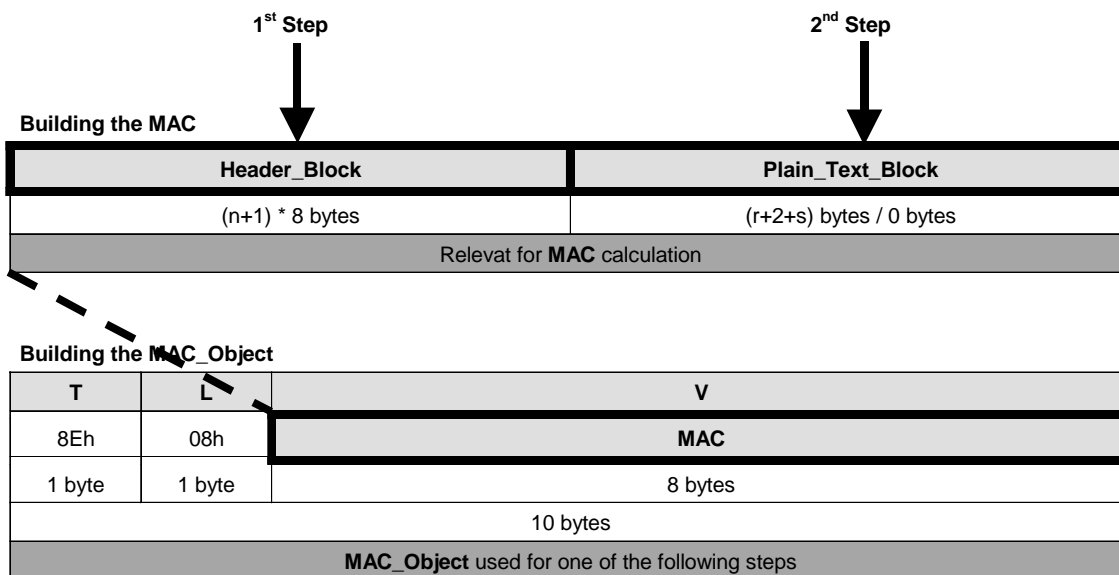 1st Step 2nd Step
Building the MAC
Header_Block Plain_Text_Block
(n+1) * 8 bytes (r+2+s) bytes / 0 bytes
Relevat for MAC calculation
Building the MAC_Object
T L V
8Eh 08h MAC
1 byte 1 byte 8 bytes
10 bytes
MAC_Object used for one of the following steps